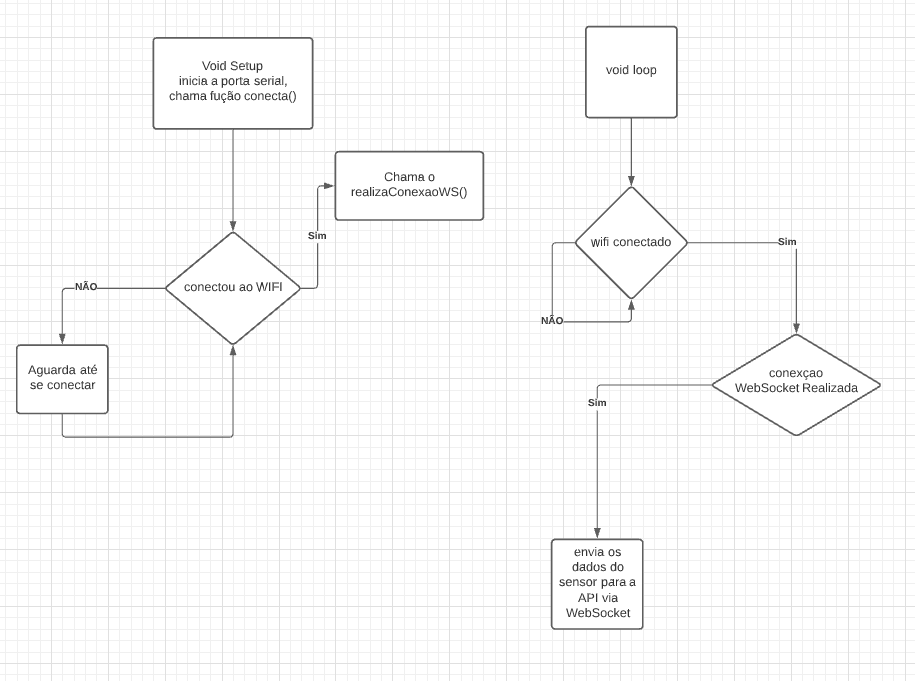 Void Setup
inicia a porta serial,
chama fução conecta()
Chama o
realizaConexaoWS()
Sim
conectou ao WIFI
NÃO
Aguarda até
se conectar
void loop
wifi conectado
Sim
NÃO
conexçao
WebSocket Realizada
Sim
envia os
dados do
sensor para a
API via
WebSocket